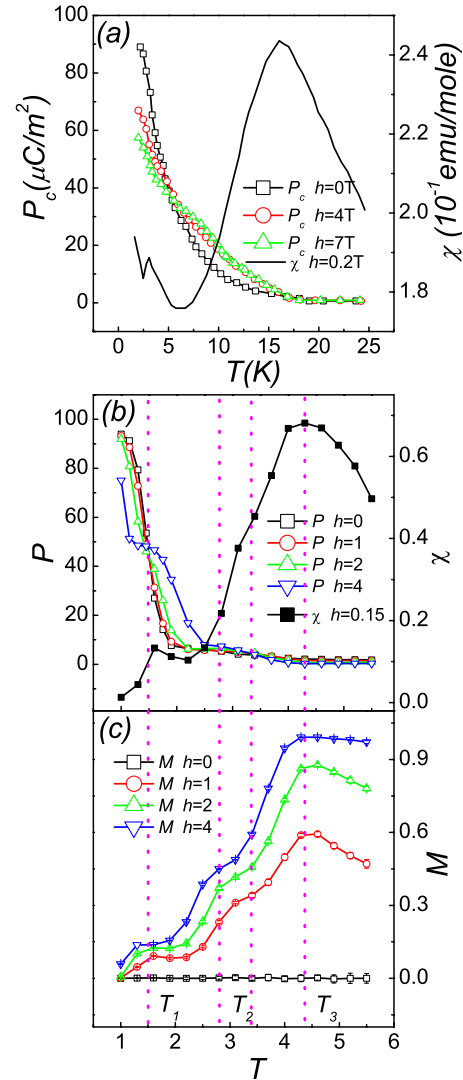 (a)
100
80
60
40
20
0
P_c (μC/m²)
2.4
2.2
2.0
1.8
χ (10⁻¹ emu/mole)
P_c h=0T
P_c h=4T
P_c h=7T
χ h=0.2T
0 5 10 15 20 25
T(K)
(b)
100
80
60
40
20
0
P
0.6
0.4
0.2
0.0
χ
P h=0
P h=1
P h=2
P h=4
χ h=0.15
(c)
M h=0
M h=1
M h=2
M h=4
0.9
0.6
0.3
0.0
M
T_1 T_2 T_3
1 2 3 4 5 6
T